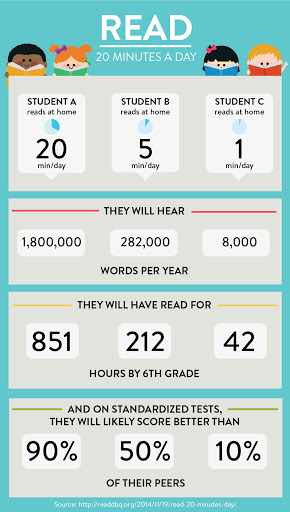 READ
20 MINUTES A DAY
STUDENT A
reads at home
20
min/day
STUDENT B
reads at home
5
min/day
STUDENT C
reads at home
1
min/day
THEY WILL HEAR
1,800,000
282,000
8,000
WORDS PER YEAR
THEY WILL HAVE READ FOR
851
212
42
HOURS BY 6TH GRADE
AND ON STANDARDIZED TESTS,
THEY WILL LIKELY SCORE BETTER THAN
90%
50%
10%
OF THEIR PEERS
Source: http://readdbq.org/2014/11/19/read-20-minutes-day/